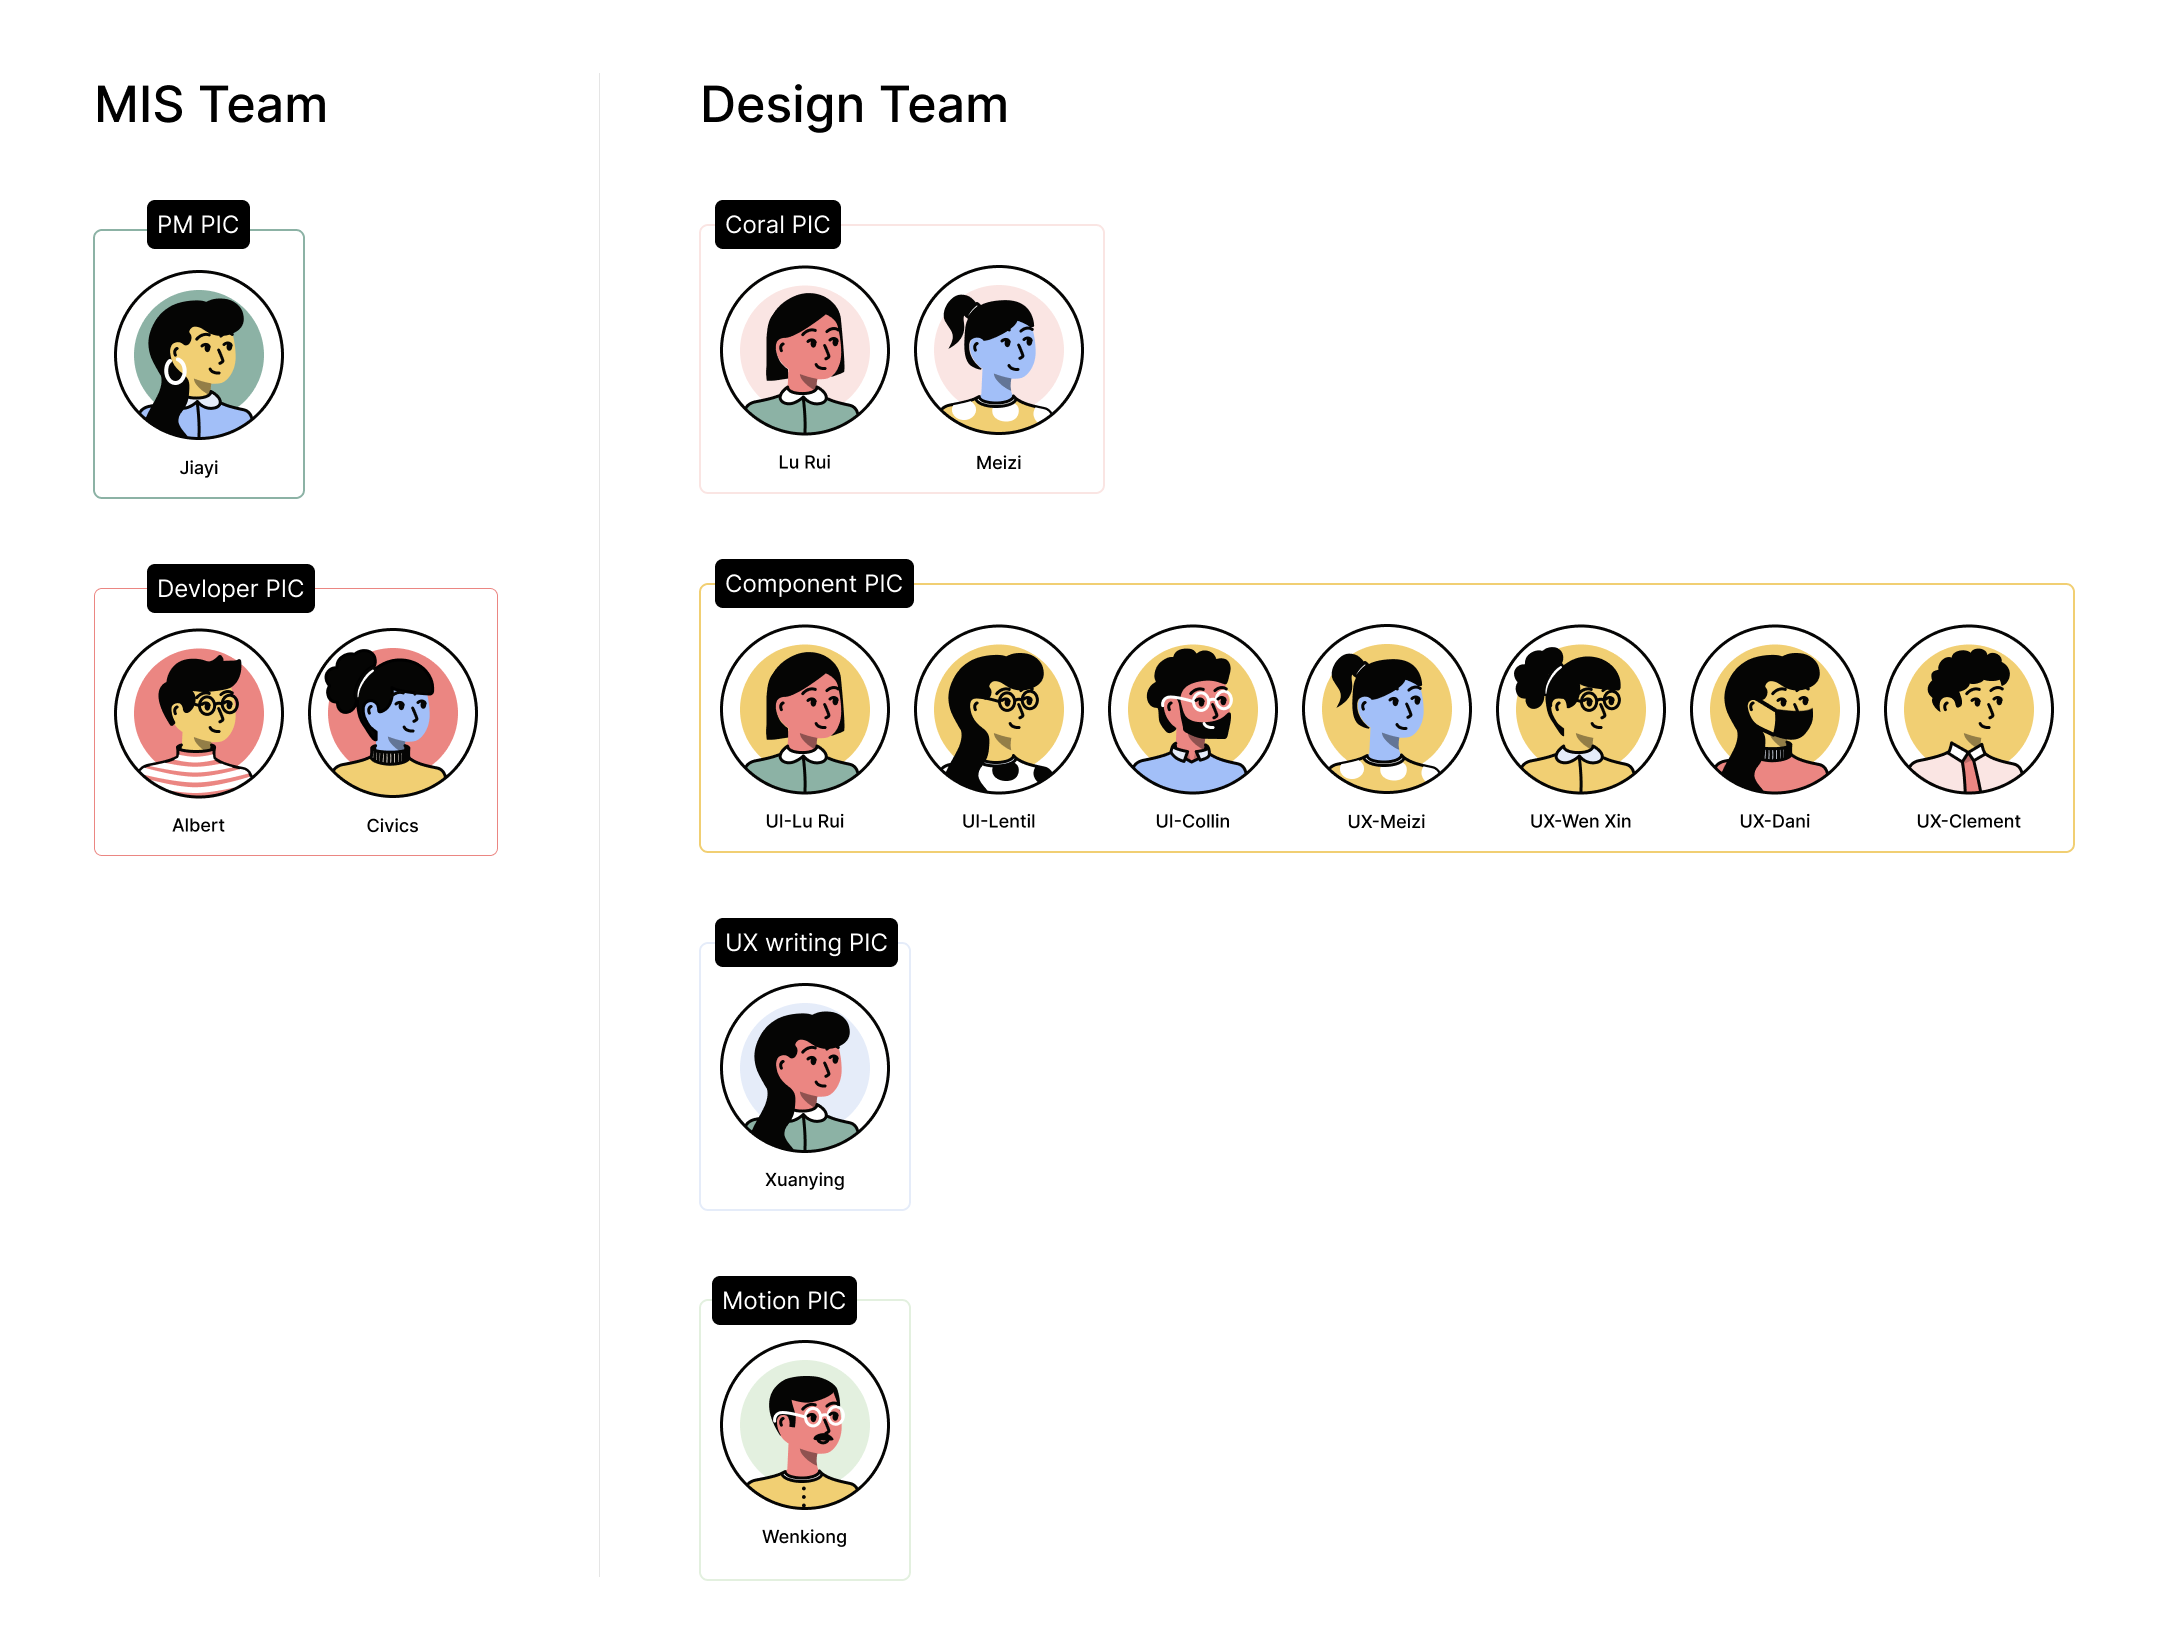 MIS Team
PM PIC
Jiayi
Devloper PIC
Albert
Civics
Design Team
Coral PIC
Lu Rui
Meizi
Component PIC
UI-Lu Rui
UI-Lentil
UI-Collin
UX-Meizi
UX-Wen Xin
UX-Dani
UX-Clement
UX writing PIC
Xuanying
Motion PIC
Wenkiong